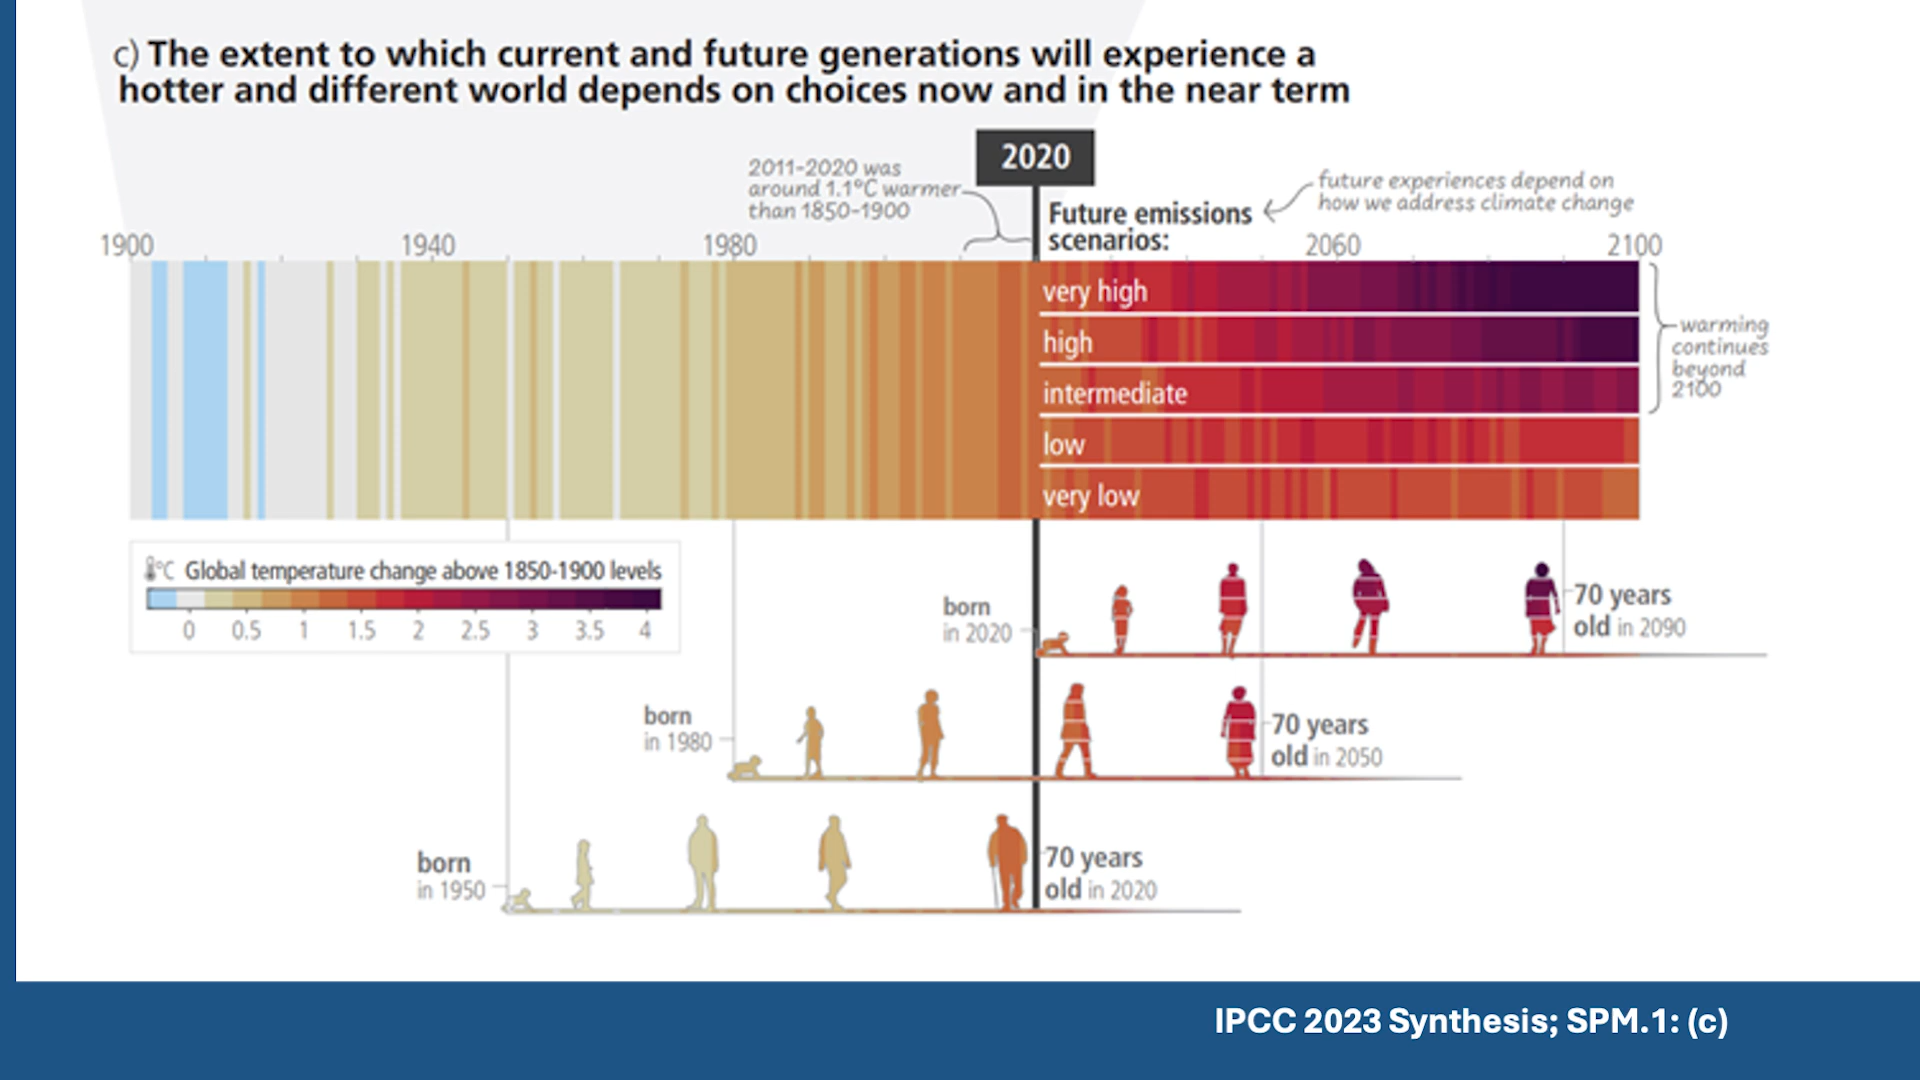 c) The extent to which current and future generations will experience a
hotter and different world depends on choices now and in the near term
2020
2011-2020 was
around 1.1°C warmer
than 1850-1900
future experiences depend on
how we address climate change
Future emissions
scenarios:
1900 1940 1980 2060 2100
very high
high
intermediate
low
very low
warming
continues
beyond
2100
°C Global temperature change above 1850-1900 levels
0 0.5 1 1.5 2 2.5 3 3.5 4
born
in 2020
70 years
old in 2090
born
in 1980
70 years
old in 2050
born
in 1950
70 years
old in 2020
IPCC 2023 Synthesis; SPM.1: (c)